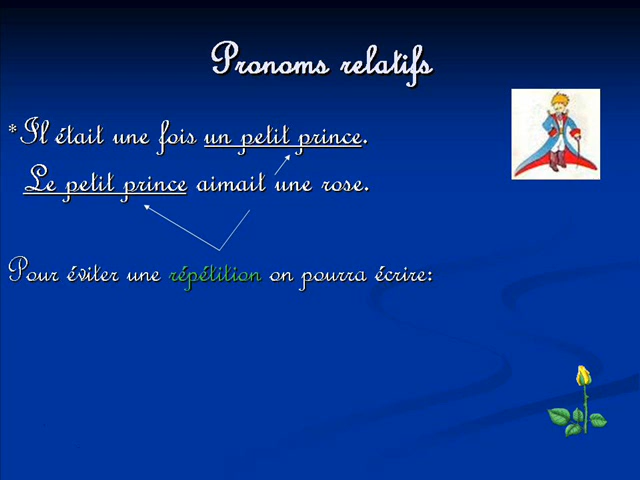 Pronoms relatifs
*Il était une fois un petit prince.
Le petit prince aimait une rose.
Pour éviter une répétition on pourra écrire: